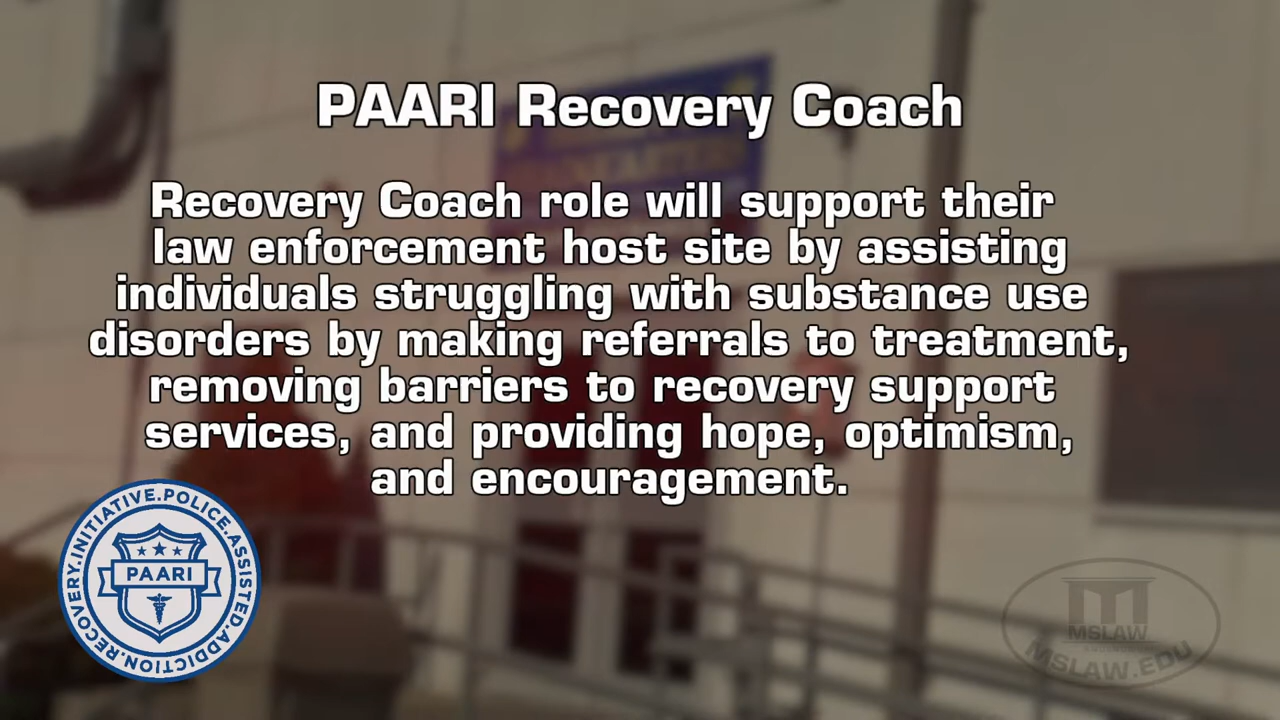 PAARI Recovery Coach
Recovery Coach role will support their
law enforcement host site by assisting
individuals struggling with substance use
disorders by making referrals to treatment,
removing barriers to recovery support
services, and providing hope, optimism,
and encouragement.
RECOVERY.INITIATIVE.POLICE.ASSISTED.ADDICTION.
PAARI
MSLAW
MSLAW.EDU